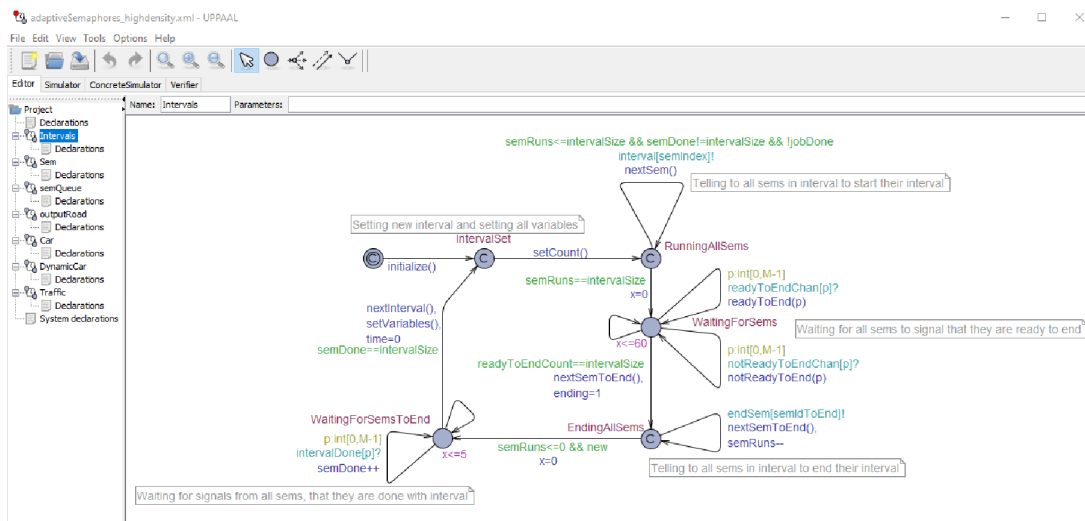 adaptiveSemaphores_highdensity.xml - UPPAAL
File Edit View Tools Options Help
Editor Simulator ConcreteSimulator Verifier
Name: Intervals Parameters:
Project
Declarations
Intervals
Declarations
Sem
Declarations
semQueue
Declarations
outputRoad
Declarations
Car
Declarations
DynamicCar
Declarations
Traffic
Declarations
System declarations
semRuns<=intervalSize && semDone!=intervalSize && !jobDone
interval[semIndex]!
nextSem()
Telling to all sems in interval to start their interval
Setting new interval and setting all variables
IntervalSet
C
initialize()
C
setCount()
C
RunningAllSems
semRuns==intervalSize
x=0
p:int[0,M-1]
readyToEndChan[p]?
readyToEnd(p)
WaitingForSems
x<=60
Waiting for all sems to signal that they are ready to end
p:int[0,M-1]
notReadyToEndChan[p]?
notReadyToEnd(p)
nextInterval(),
setVariables(),
time=0
semDone==intervalSize
readyToEndCount==intervalSize
nextSemToEnd(),
ending=1
WaitingForSemsToEnd
x<=5
p:int[0,M-1]
intervalDone[p]?
semDone++
EndingAllSems
C
semRuns<=0 && new
x=0
endSem[semIdToEnd]!
nextSemToEnd(),
semRuns--
Telling to all sems in interval to end their interval
Waiting for signals from all sems, that they are done with interval